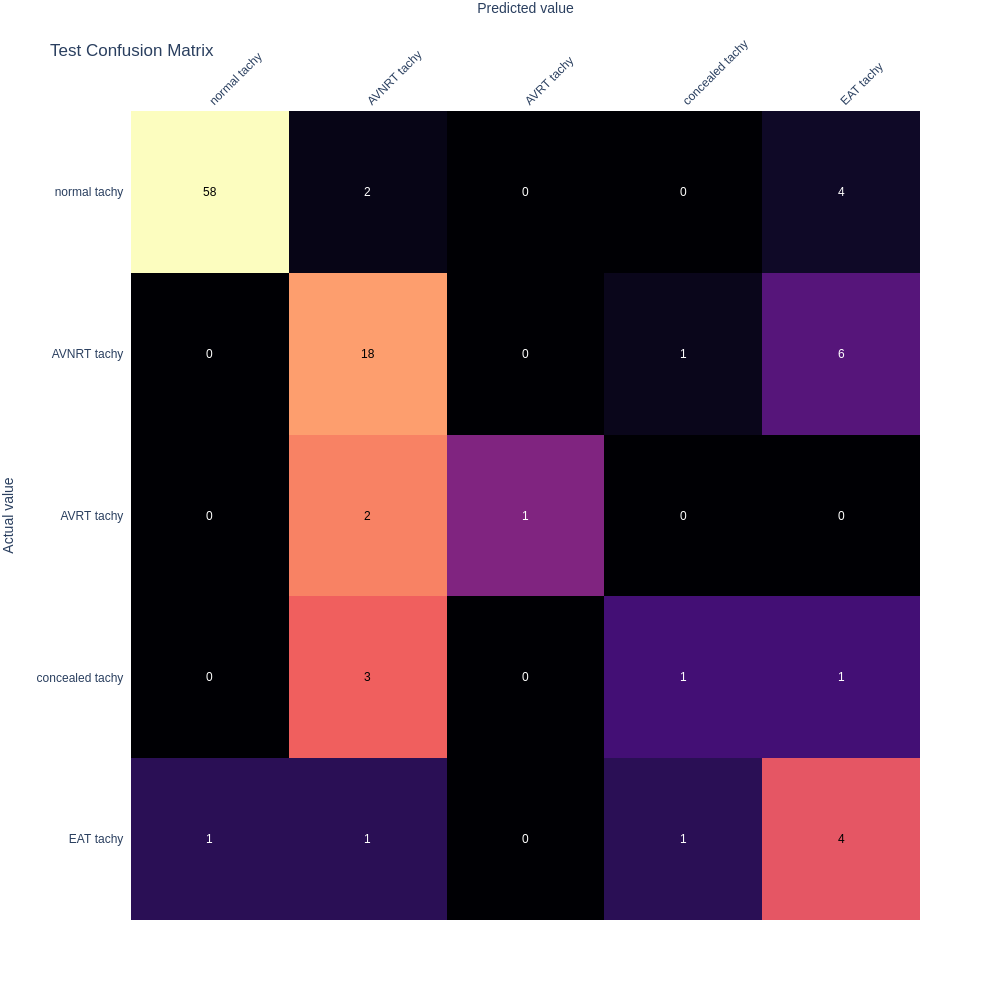 Predicted value
Test Confusion Matrix
normal tachy
AVNRT tachy
AVRT tachy
concealed tachy
EAT tachy
normal tachy 58 2 0 0 4
AVNRT tachy 0 18 0 1 6
Actual value
AVRT tachy 0 2 1 0 0
concealed tachy 0 3 0 1 1
EAT tachy 1 1 0 1 4